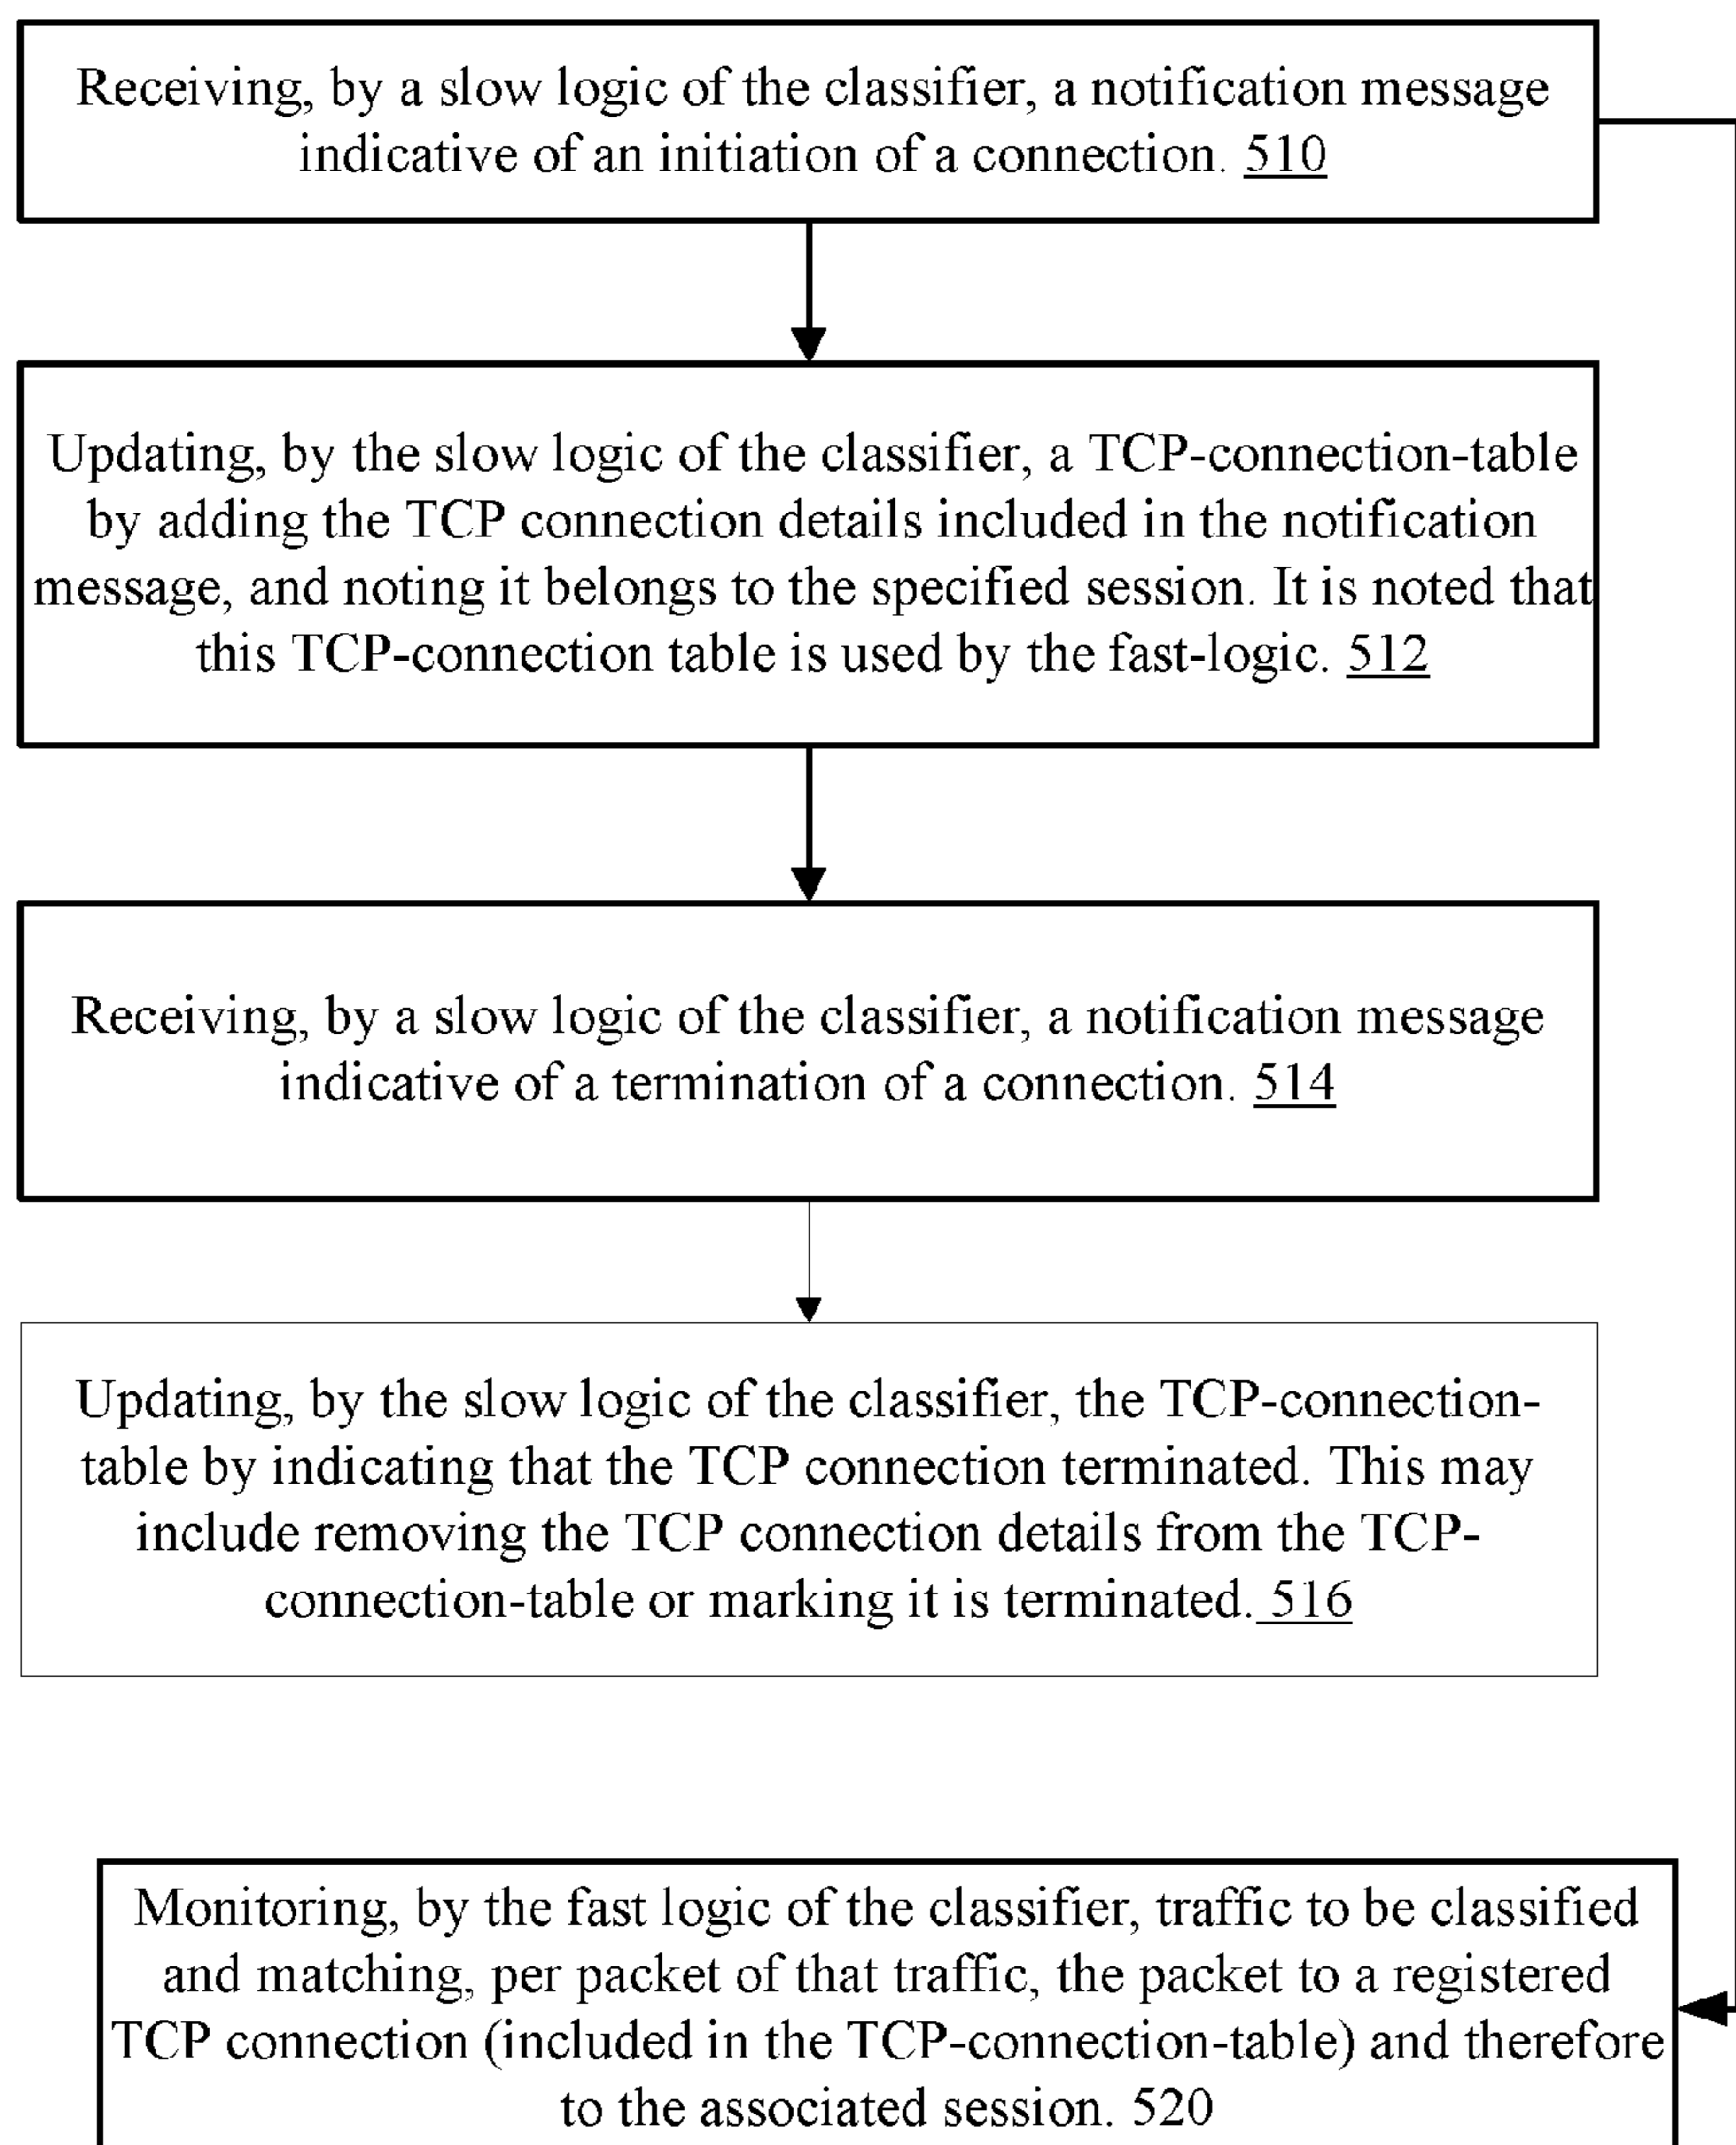 Receiving, by a slow logic of the classifier, a notification message
indicative of an initiation of a connection. 510
Updating, by the slow logic of the classifier, a TCP-connection-table
by adding the TCP connection details included in the notification
message, and noting it belongs to the specified session. It is noted that
this TCP-connection table is used by the fast-logic. 512
Receiving, by a slow logic of the classifier, a notification message
indicative of a termination of a connection. 514
Updating, by the slow logic of the classifier, the TCP-connection-
table by indicating that the TCP connection terminated. This may
include removing the TCP connection details from the TCP-
connection-table or marking it is terminated. 516
Monitoring, by the fast logic of the classifier, traffic to be classified
and matching, per packet of that traffic, the packet to a registered
TCP connection (included in the TCP-connection-table) and therefore
to the associated session. 520